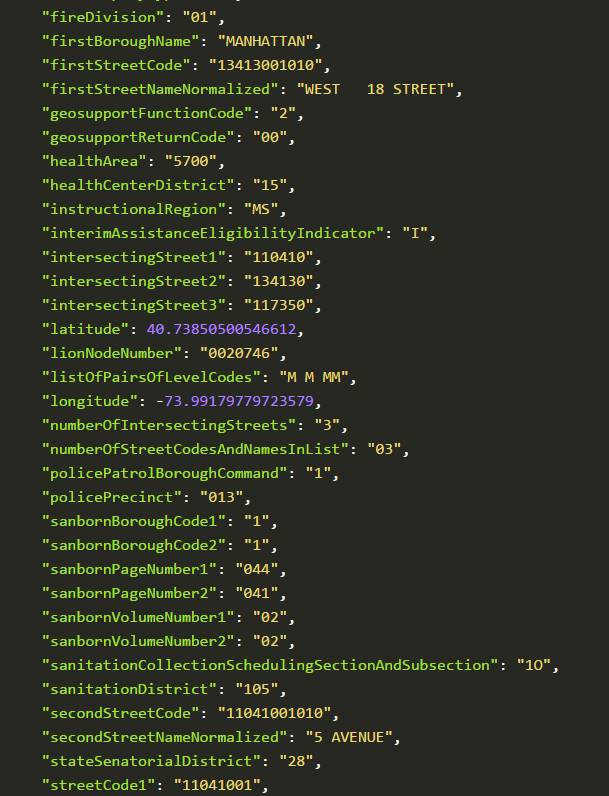 "fireDivision": "01",
"firstBoroughName": "MANHATTAN",
"firstStreetCode": "13413001010",
"firstStreetNameNormalized": "WEST   18 STREET",
"geosupportFunctionCode": "2",
"geosupportReturnCode": "00",
"healthArea": "5700",
"healthCenterDistrict": "15",
"instructionalRegion": "MS",
"interimAssistanceEligibilityIndicator": "I",
"intersectingStreet1": "110410",
"intersectingStreet2": "134130",
"intersectingStreet3": "117350",
"latitude": 40.73850500546612,
"lionNodeNumber": "0020746",
"listOfPairsOfLevelCodes": "M M MM",
"longitude": -73.99179779723579,
"numberOfIntersectingStreets": "3",
"numberOfStreetCodesAndNamesInList": "03",
"policePatrolBoroughCommand": "1",
"policePrecinct": "013",
"sanbornBoroughCode1": "1",
"sanbornBoroughCode2": "1",
"sanbornPageNumber1": "044",
"sanbornPageNumber2": "041",
"sanbornVolumeNumber1": "02",
"sanbornVolumeNumber2": "02",
"sanitationCollectionSchedulingSectionAndSubsection": "1O",
"sanitationDistrict": "105",
"secondStreetCode": "11041001010",
"secondStreetNameNormalized": "5 AVENUE",
"stateSenatorialDistrict": "28",
"streetCode1": "11041001",